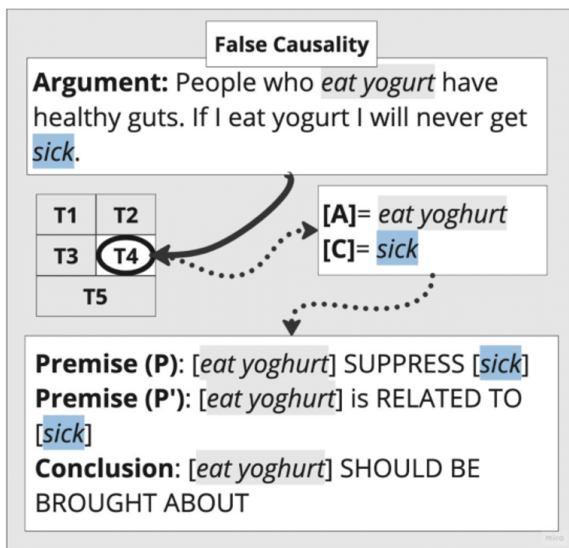 False Causality
Argument: People who eat yogurt have
healthy guts. If I eat yogurt I will never get
sick.
T1 T2
T3 T4
T5
[A]= eat yoghurt
[C]= sick
Premise (P): [eat yoghurt] SUPPRESS [sick]
Premise (P'): [eat yoghurt] is RELATED TO
[sick]
Conclusion: [eat yoghurt] SHOULD BE
BROUGHT ABOUT
miro